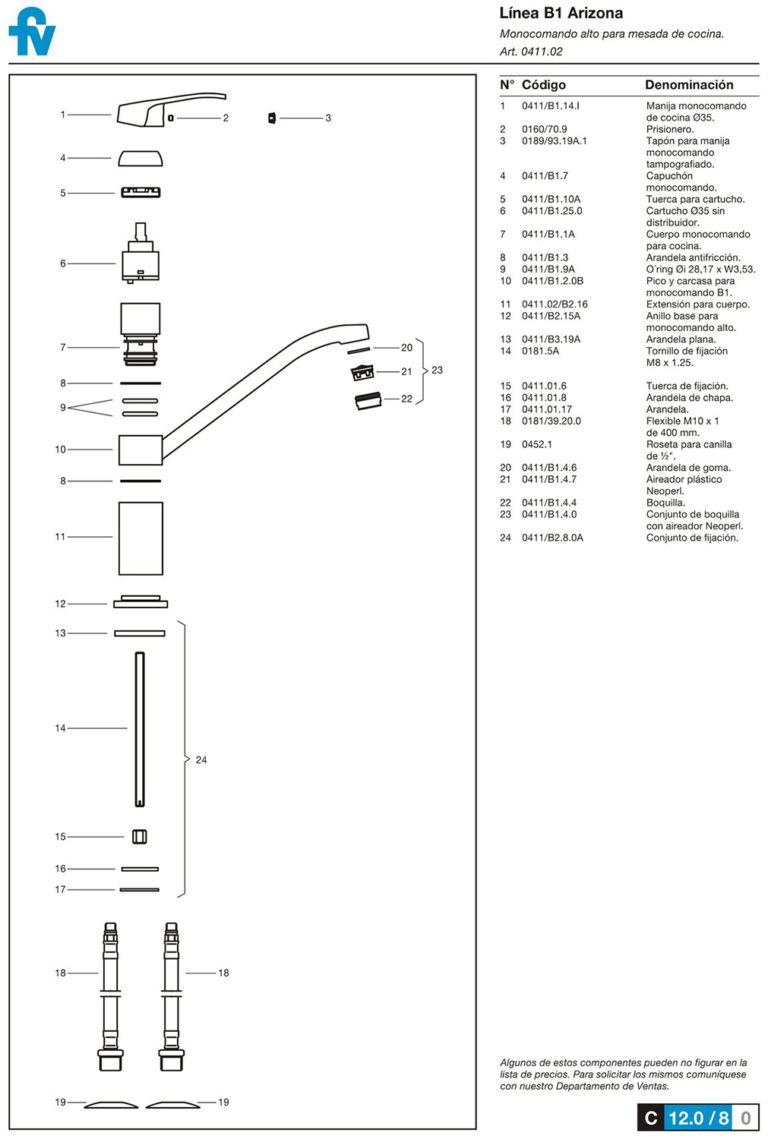 fv
Línea B1 Arizona
Monocomando alto para mesada de cocina.
Art. 0411.02
N° Código Denominación
1 0411/B1.14.I Manija monocomando
de cocina Ø35.
2 0160/70.9 Prisionero.
3 0189/93.19A.1 Tapón para manija
monocomando
tampografiado.
4 0411/B1.7 Capuchón
monocomando.
5 0411/B1.10A Tuerca para cartucho.
6 0411/B1.25.0 Cartucho Ø35 sin
distribuidor.
7 0411/B1.1A Cuerpo monocomando
para cocina.
8 0411/B1.3 Arandela antifricción.
9 0411/B1.9A O´ring Øi 28,17 x W3,53.
10 0411/B1.2.0B Pico y carcasa para
monocomando B1.
11 0411.02/B2.16 Extensión para cuerpo.
12 0411/B2.15A Anillo base para
monocomando alto.
13 0411/B3.19A Arandela plana.
14 0181.5A Tornillo de fijación
M8 x 1.25.
15 0411.01.6 Tuerca de fijación.
16 0411.01.8 Arandela de chapa.
17 0411.01.17 Arandela.
18 0181/39.20.0 Flexible M10 x 1
de 400 mm.
19 0452.1 Roseta para canilla
de ½".
20 0411/B1.4.6 Arandela de goma.
21 0411/B1.4.7 Aireador plástico
Neoperl.
22 0411/B1.4.4 Boquilla.
23 0411/B1.4.0 Conjunto de boquilla
con aireador Neoperl.
24 0411/B2.8.0A Conjunto de fijación.
1 2 3
4
5
6
7
20
21 23
8
22
9
10
8
11
12
13
14
24
15
16
17
18 18
19 19
Algunos de estos componentes pueden no figurar en la
lista de precios. Para solicitar los mismos comuníquese
con nuestro Departamento de Ventas.
C 12.0 / 8 0